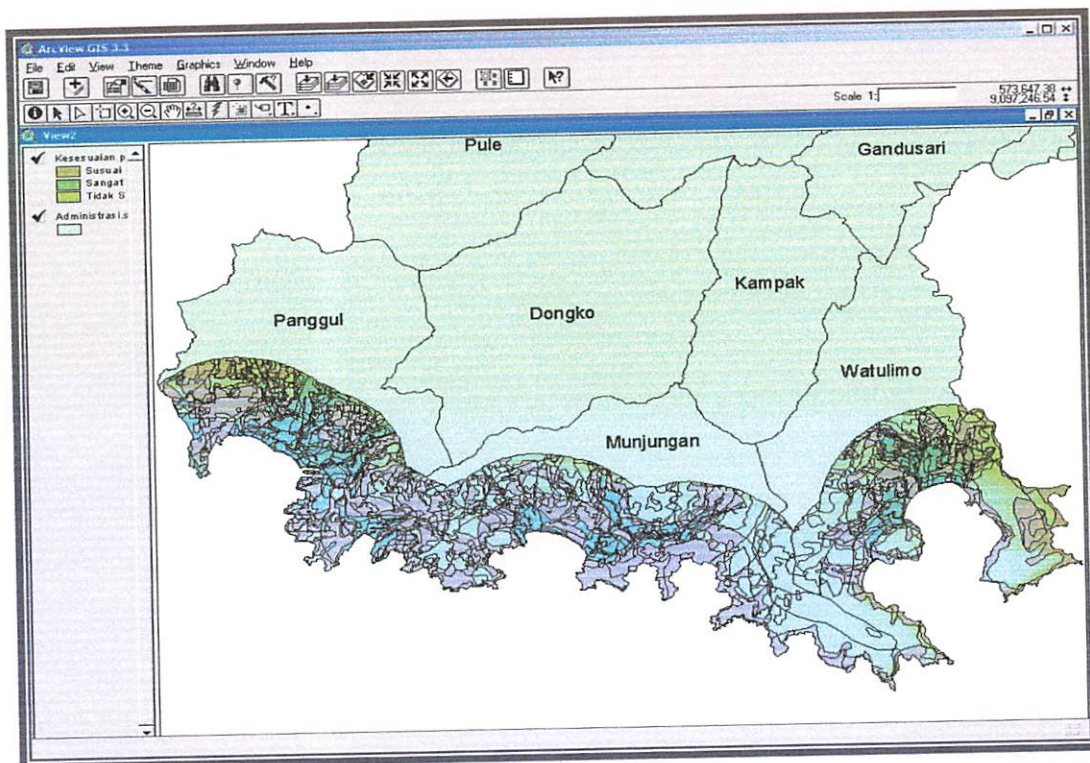 ArcView GIS 3.3
File Edit View Theme Graphics Window Help
Scale 1:
573,647.38
9,097,246.54
View2
Kesesuaian p
Susuai
Sangat
Tidak S
Administrasi.s
Pule
Gandusari
Panggul
Dongko
Kampak
Watulimo
Munjungan